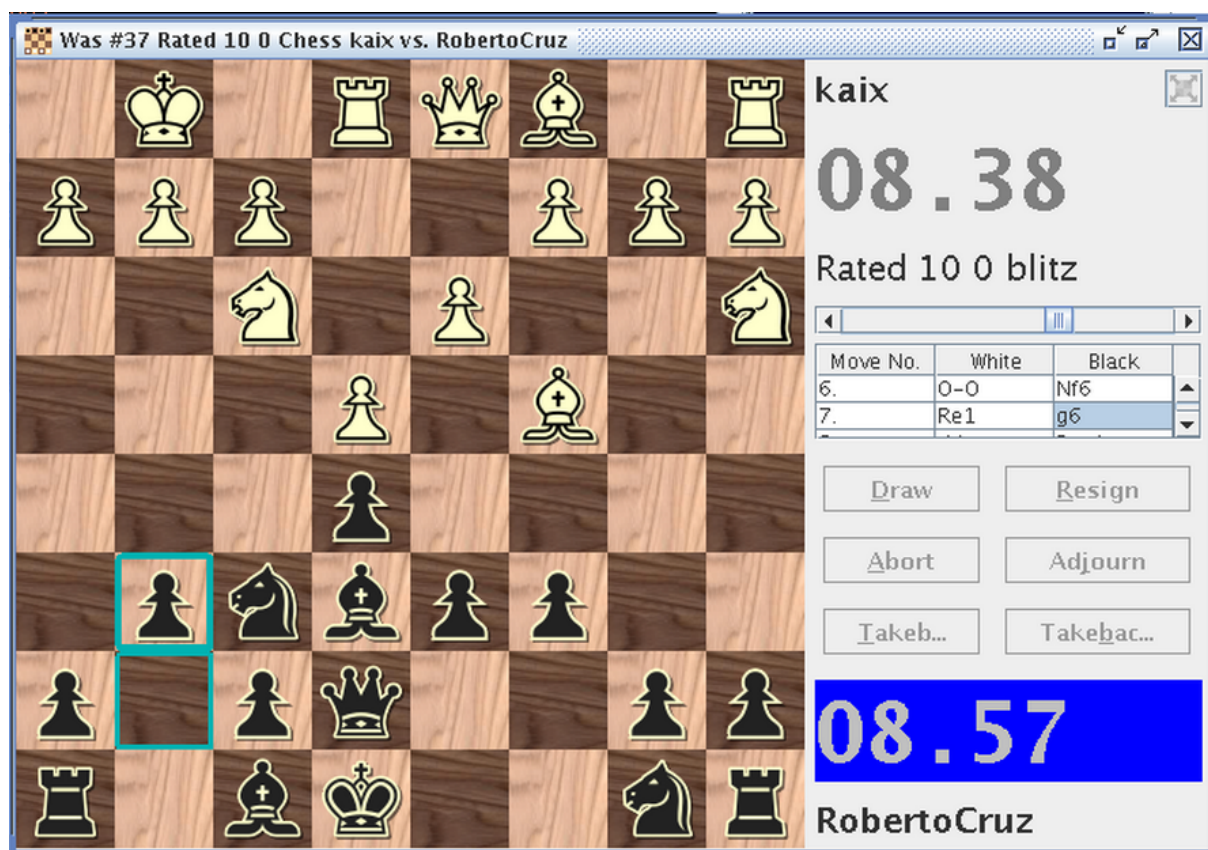 Was #37 Rated 10 0 Chess kaix vs. RobertoCruz
kaix
08.38
Rated 10 0 blitz
Move No. White Black
6. O-O Nf6
7. Re1 g6
Draw Resign
Abort Adjourn
Takeb... Takebac...
08.57
RobertoCruz